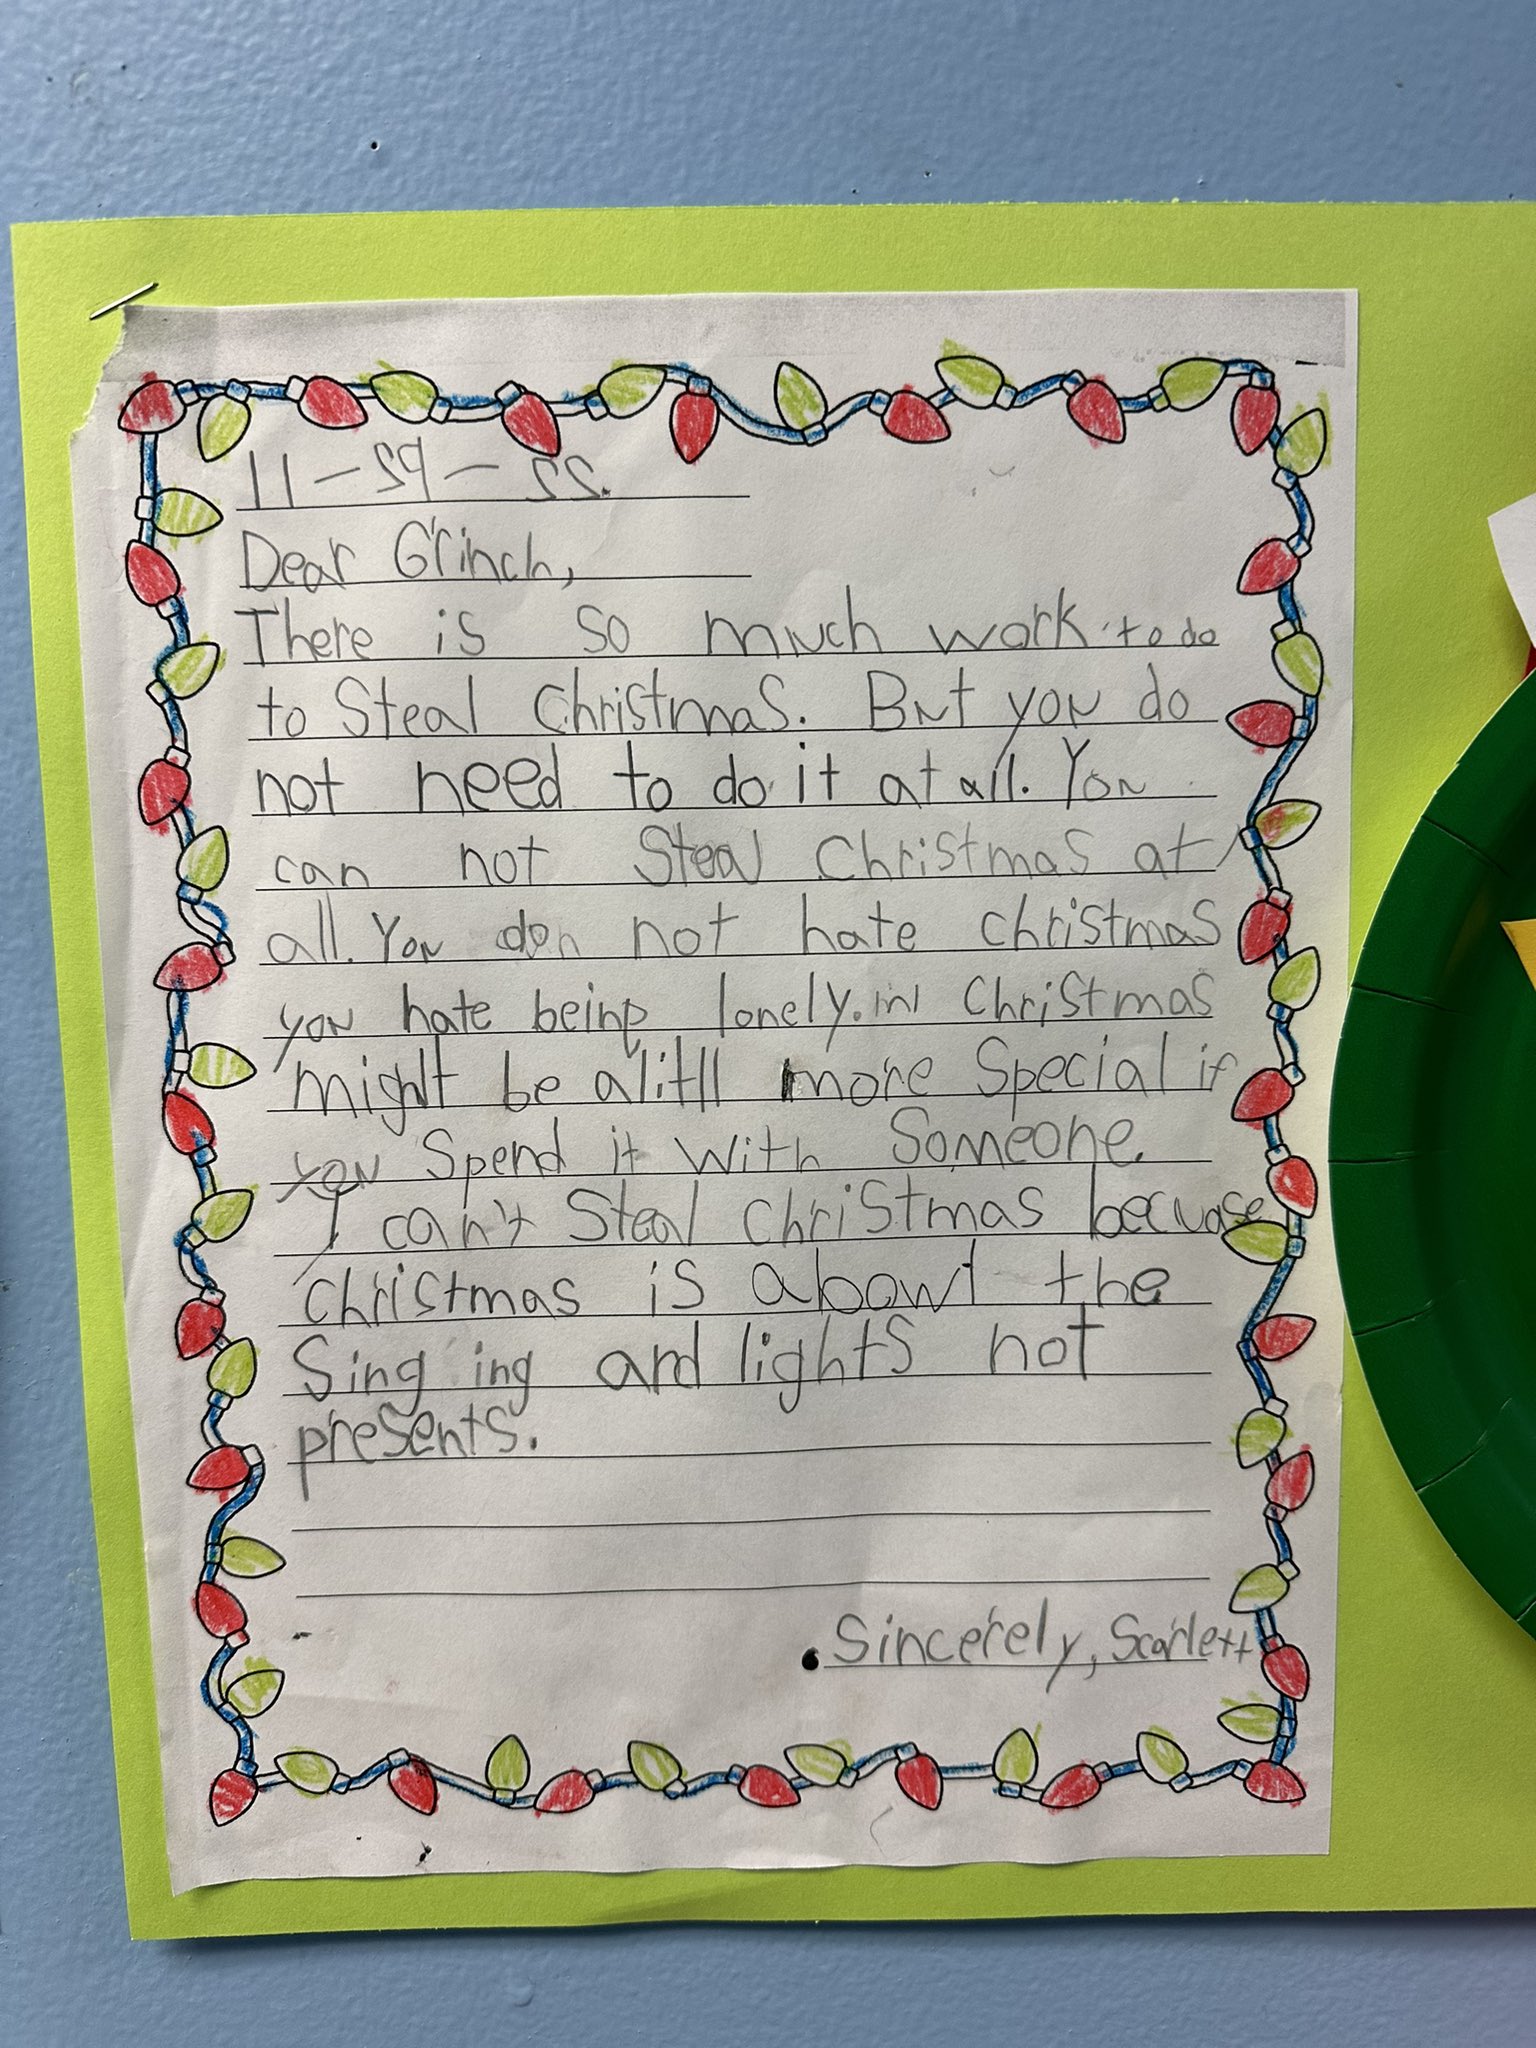 11-29-22.
Dear Grinch,
There is so much work to do
to Steal Christmas. But you do
not need to do it at all. You
can not Steal Christmas at
all. You don not hate christmas
you hate being lonely. Christmas
might be a litll more Special if
you Spend it With Someone.
I can't Steal Christmas becuase
Christmas is abowt the
Sing ing and lights not
presents.
Sincerely, Scarlett